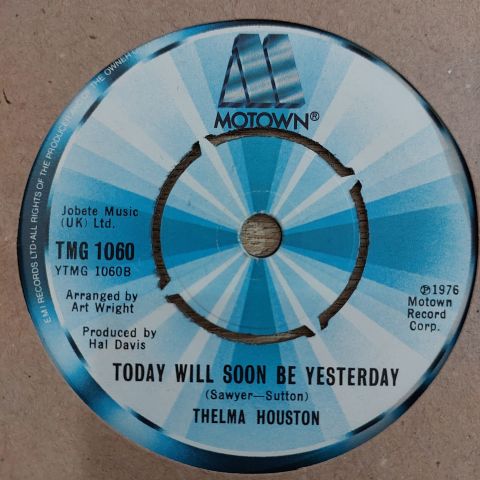 MOTOWN®
EMI RECORDS LTD·ALL RIGHTS OF THE PRODUCER
OF THE OWNER
Jobete Music
(UK) Ltd.
TMG 1060
YTMG 1060B
Arranged by
Art Wright
Produced by
Hal Davis
℗1976
Motown
Record
Corp.
TODAY WILL SOON BE YESTERDAY
(Sawyer—Sutton)
THELMA HOUSTON